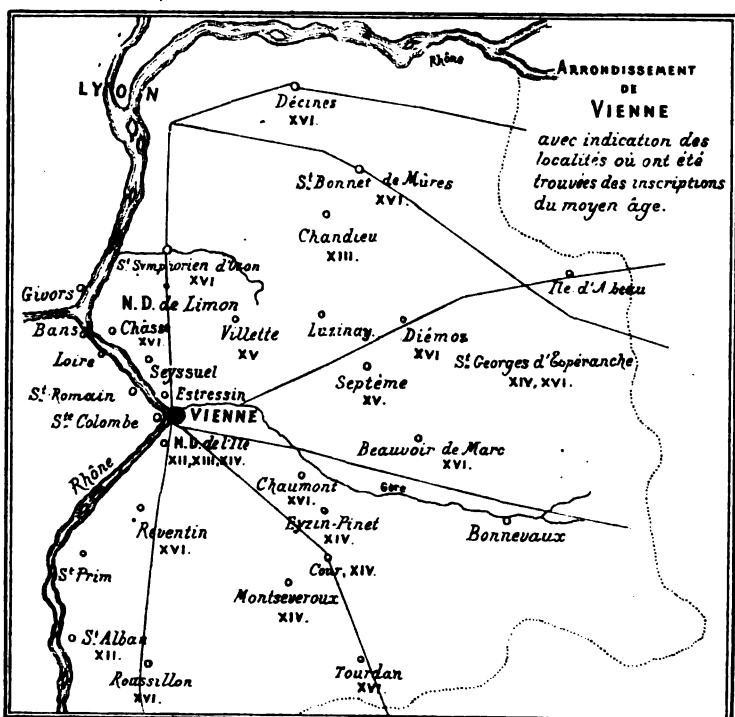 Rhône
ARRONDISSEMENT
DE
VIENNE
avec indication des
localités où ont été
trouvées des inscriptions
du moyen âge.
LYON
Décines
XVI.
St Bonnet de Mûres
XVI.
Chandieu
XIII.
St Symphorien d'Ozon
XVI
Givors
N.D. de Limon
Ile d'Abeau
Bans
Châsse
XVI.
Villette
XV
Luzinay.
Diémoz
XVI
Loire
Seyssuel
Septème
XV.
St Georges d'Espéranche
XIV, XVI.
St Romain
Estressin
Ste Colombe
VIENNE
N.D. de l'Ile
XII, XIII, XIV.
Beauvoir de Marc
XVI.
Rhône
Chaumont
XVI.
Gère
Reventin
XVI.
Eyzin-Pinet
XIV.
Bonnevaux
St Prim
Cour, XIV.
Montseveroux
XIV.
St Alban
XII.
Roussillon
XVI.
Tourdan
XVI